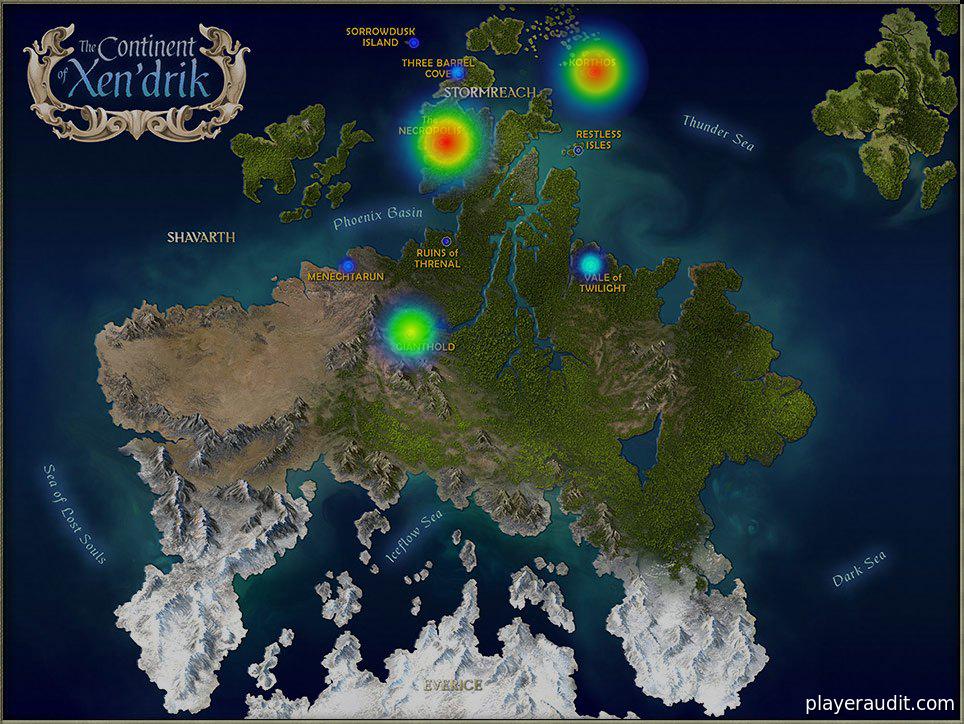 The Continent
of Xen'drik
SORROWDUSK
ISLAND
THREE BARREL
COVE
KORTHOS
STORMREACH
The
NECROPOLIS
RESTLESS
ISLES
Thunder Sea
Phoenix Basin
SHAVARTH
RUINS of
THRENAL
MENECHTARUN
VALE of
TWILIGHT
GIANTHOLD
Sea of Lost Souls
Iceflow Sea
Dark Sea
EVERICE
playeraudit.com